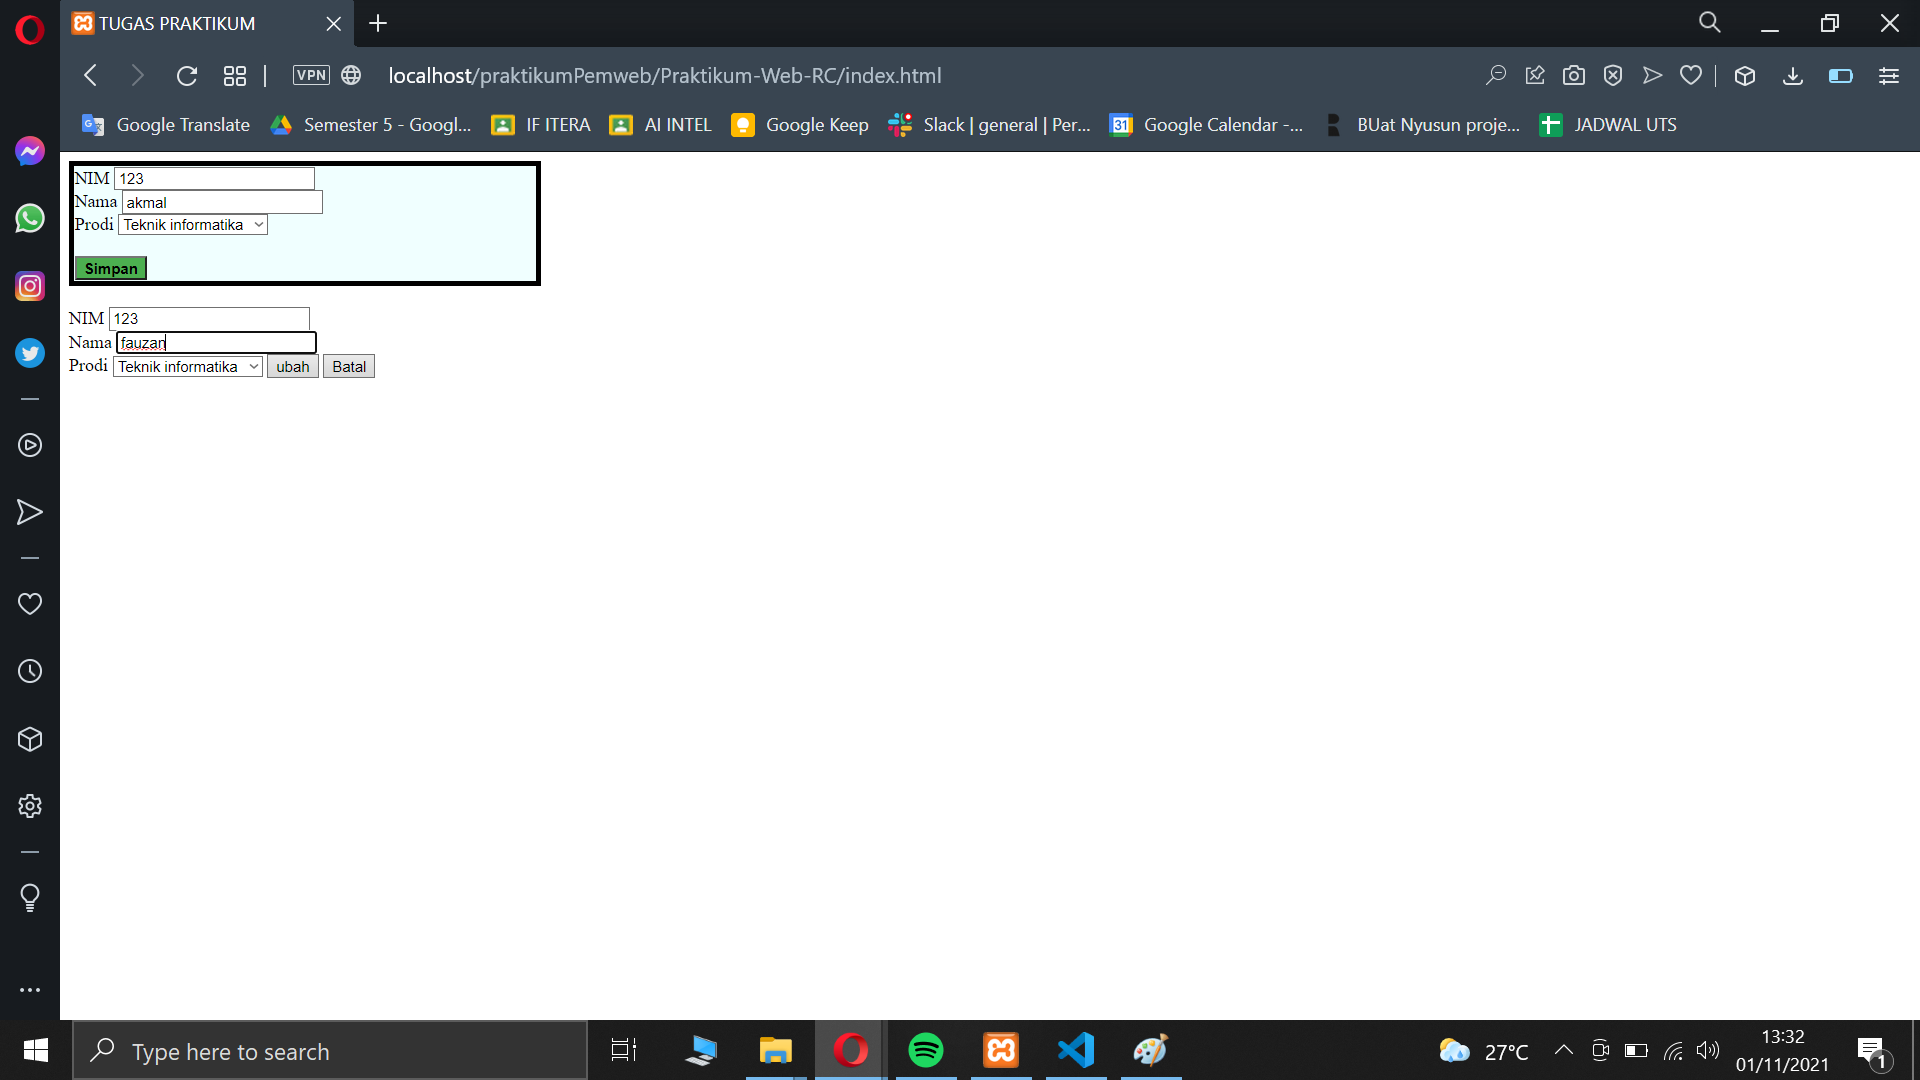 TUGAS PRAKTIKUM
VPN
localhost/praktikumPemweb/Praktikum-Web-RC/index.html
Google Translate
Semester 5 - Googl...
IF ITERA
AI INTEL
Google Keep
Slack | general | Per...
31
Google Calendar -...
BUat Nyusun proje...
JADWAL UTS
NIM 123
Nama akmal
Prodi Teknik informatika
Simpan
NIM 123
Nama fauzan
Prodi Teknik informatika ubah Batal
Type here to search
27°C
13:32
01/11/2021
1